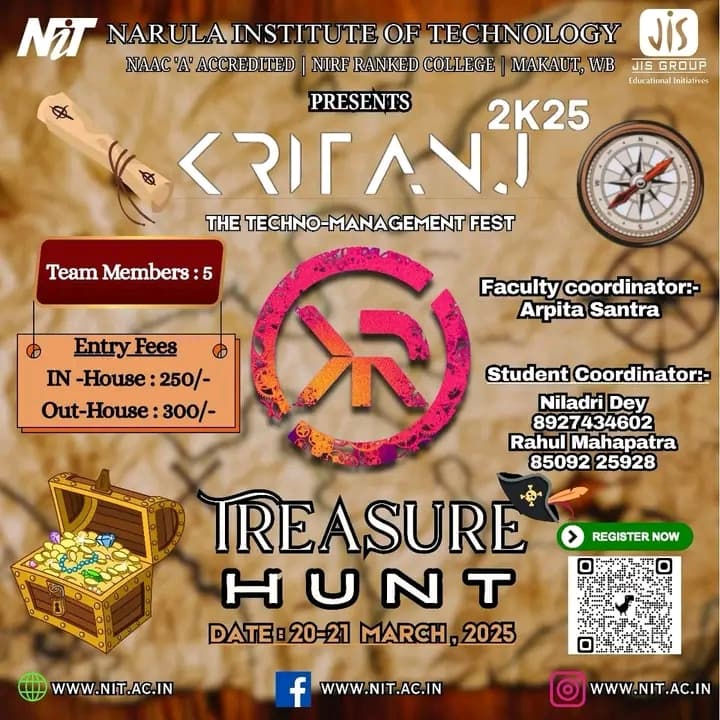 NiT NARULA INSTITUTE OF TECHNOLOGY
NAAC 'A' ACCREDITED | NIRF RANKED COLLEGE | MAKAUT, WB
JiS
JIS GROUP
Educational Initiatives
PRESENTS
KRITANJ 2K25
THE TECHNO-MANAGEMENT FEST
Team Members : 5
Entry Fees
IN -House : 250/-
Out-House : 300/-
KR
Faculty coordinator:-
Arpita Santra
Student Coordinator:-
Niladri Dey
8927434602
Rahul Mahapatra
85092 25928
TREASURE
HUNT
DATE : 20-21 MARCH , 2025
REGISTER NOW
WWW.NIT.AC.IN
WWW.NIT.AC.IN
WWW.NIT.AC.IN